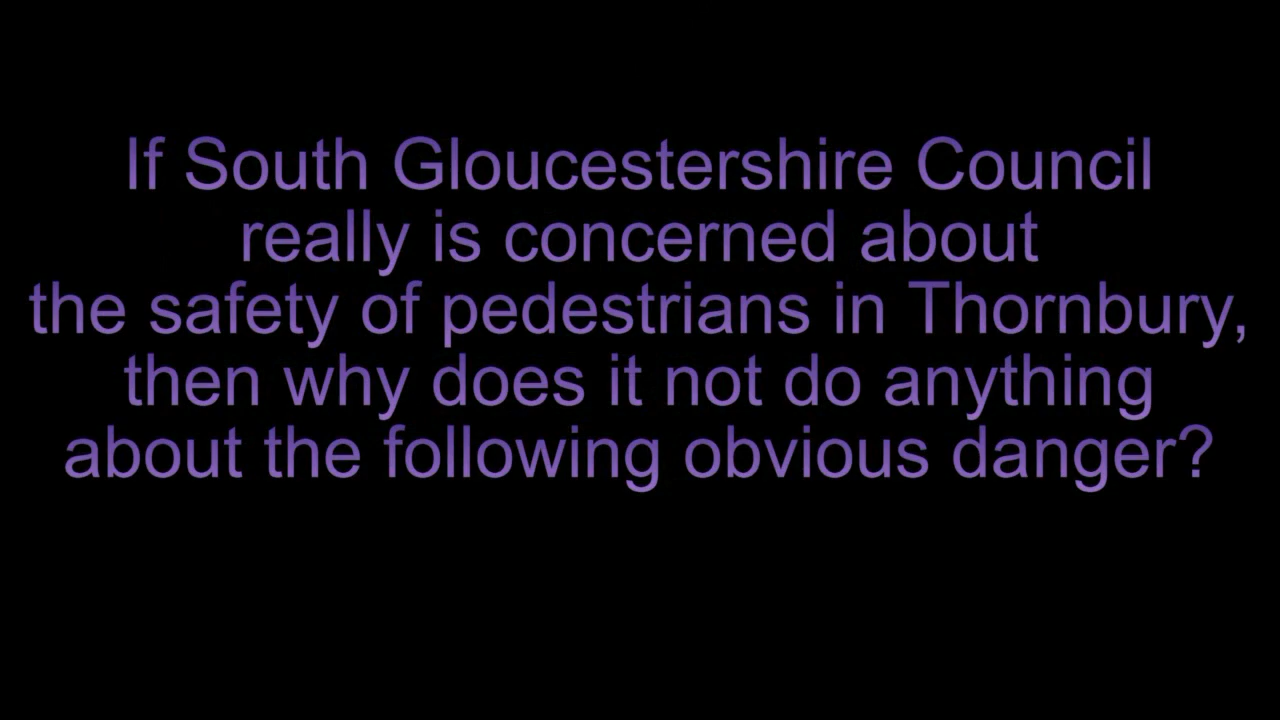 If South Gloucestershire Council
really is concerned about
the safety of pedestrians in Thornbury,
then why does it not do anything
about the following obvious danger?